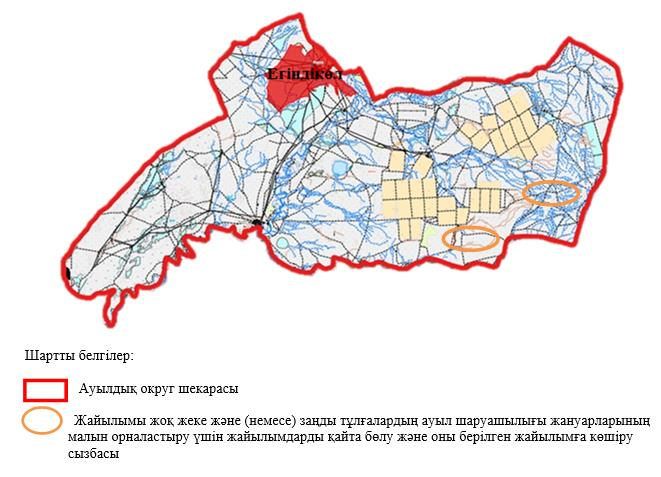 Егіндікөл
Шартты белгілер:
Ауылдық округ шекарасы
Жайылымы жоқ жеке және (немесе) заңды тұлғалардың ауыл шаруашылығы жануарларының
малын орналастыру үшін жайылымдарды қайта бөлу және оны берілген жайылымға көшіру
сызбасы